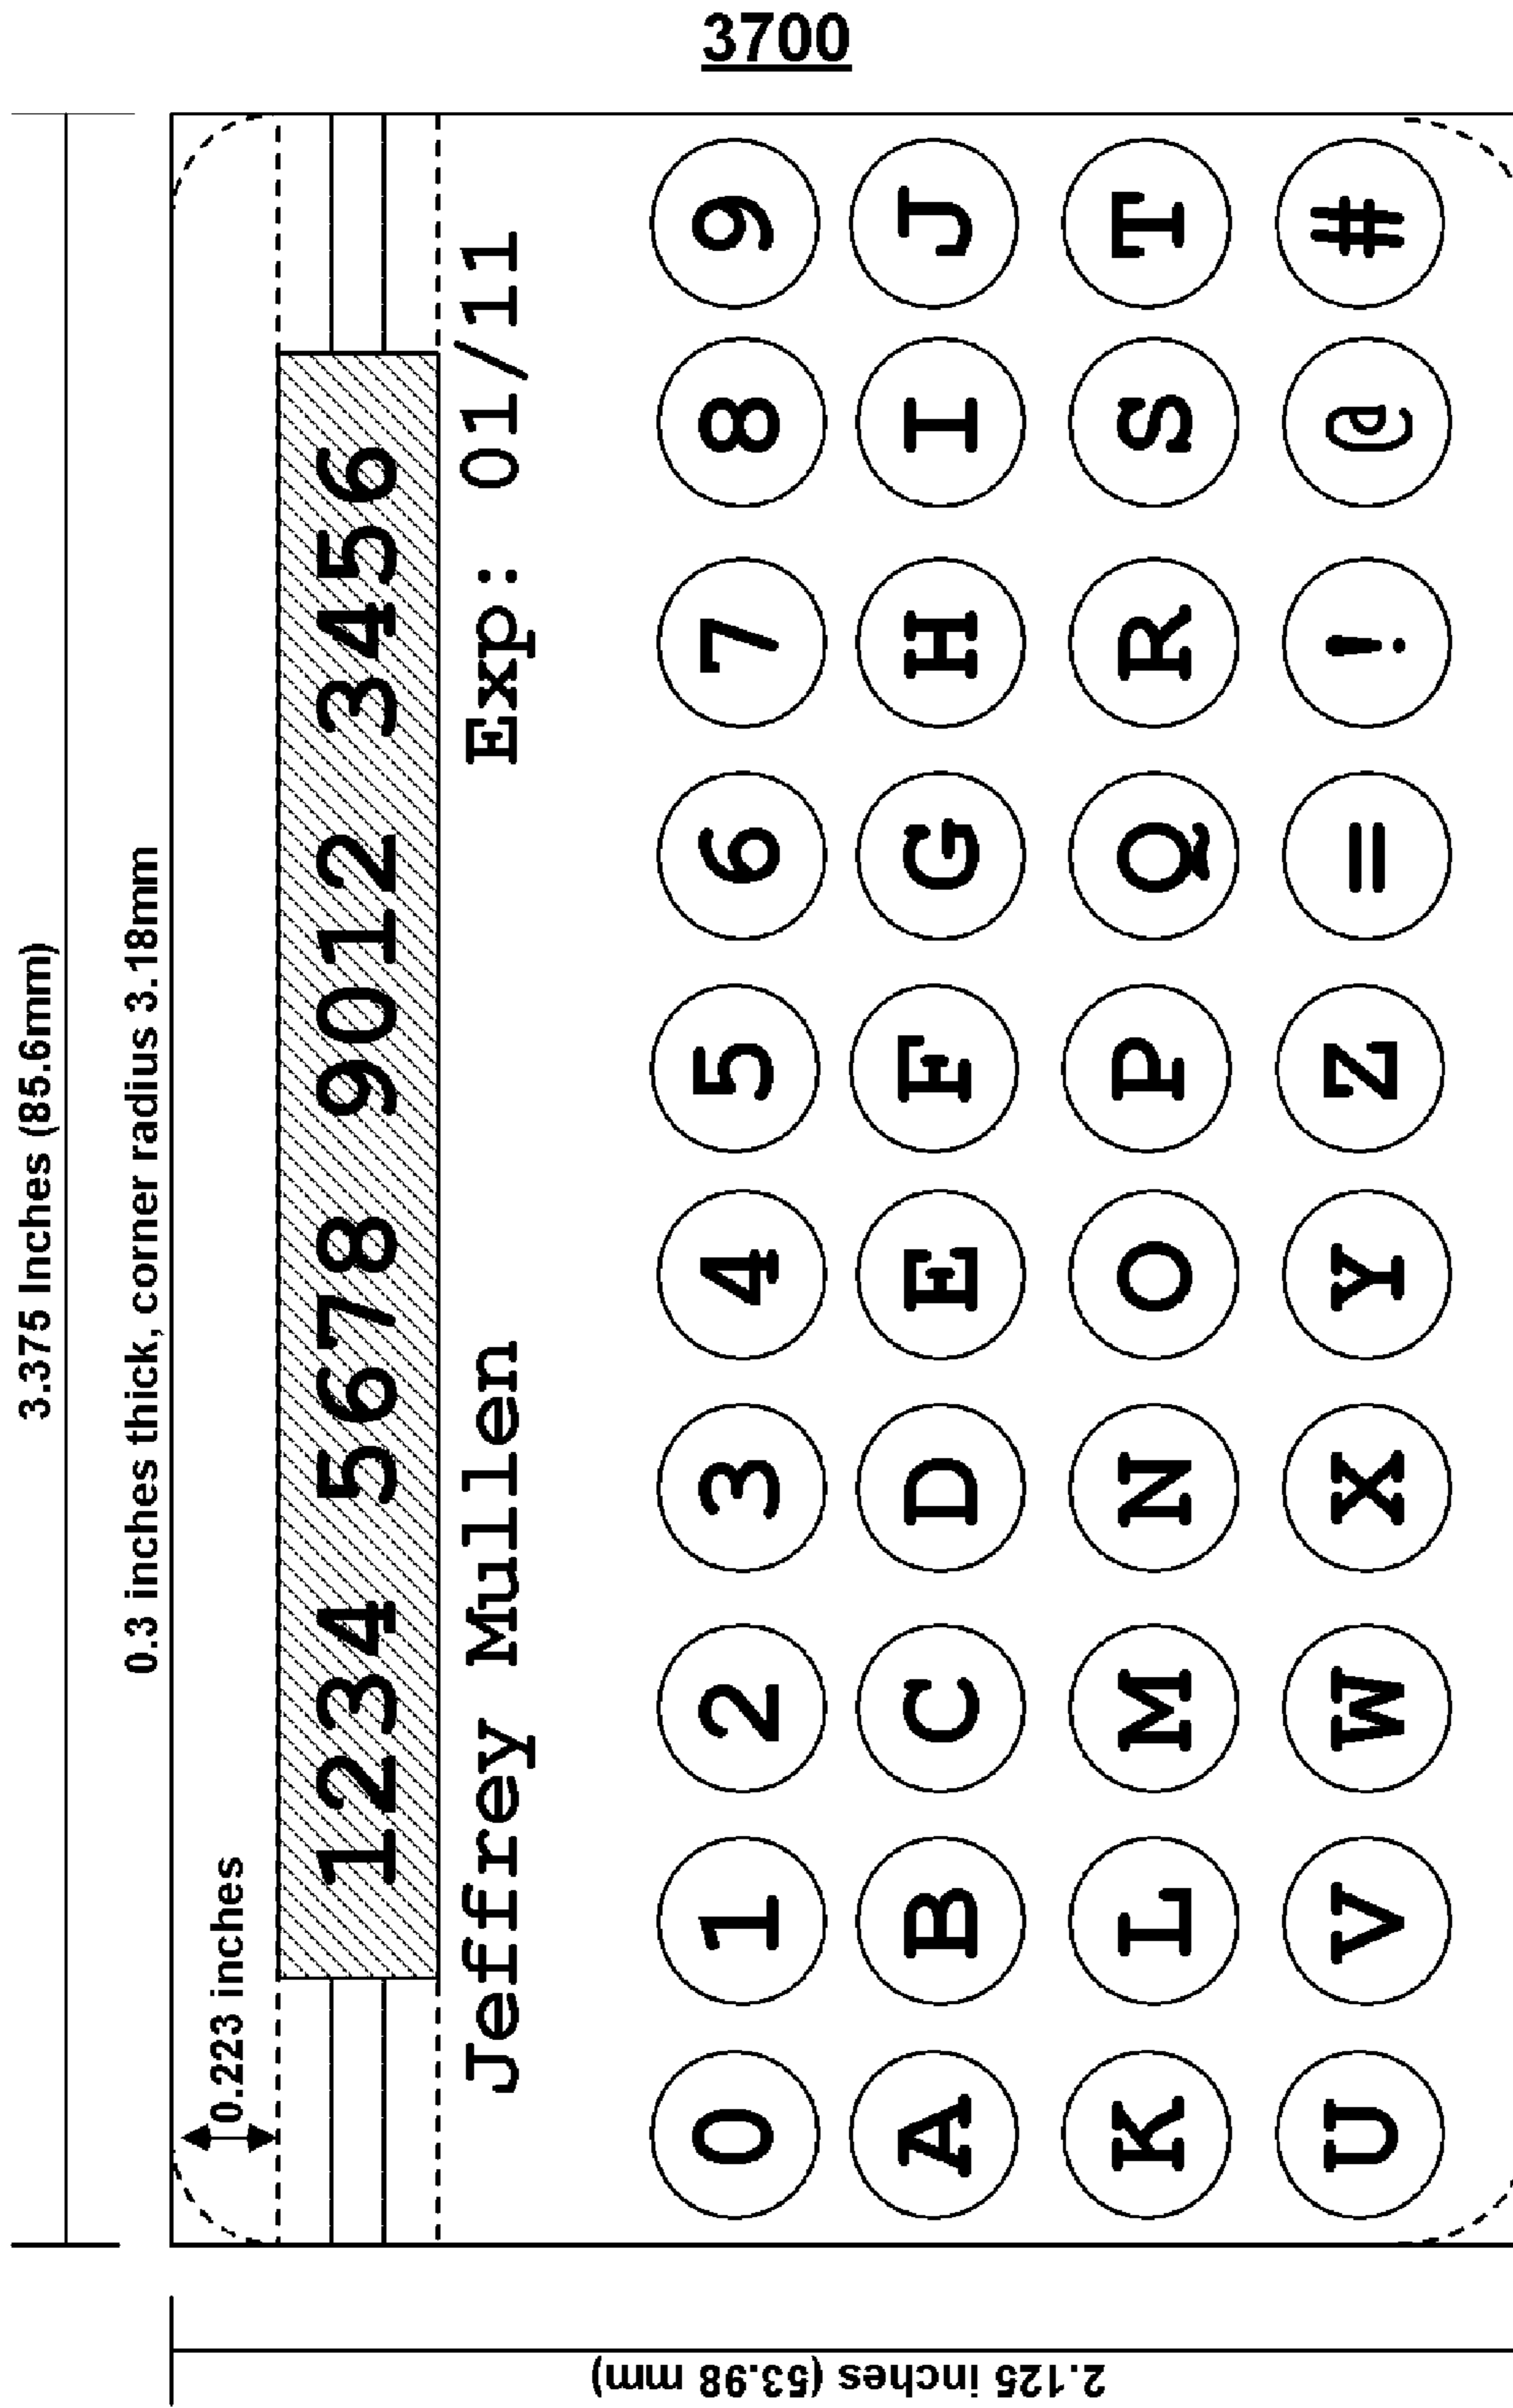 3700
3.375 Inches (85.6mm)
0.3 inches thick, corner radius 3.18mm
0.223 inches
1234 5678 9012 3456
Jeffrey Mullen Exp: 01/11
0 1 2 3 4 5 6 7 8 9
A B C D E F G H I J
K L M N O P Q R S T
U V W X Y Z = ! @ #
2.125 inches (53.98 mm)